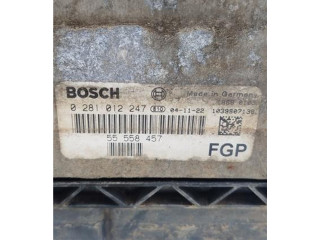 BOSCH
Made in Germany
0 281 012 247
04-11-22
55 558 457
FGP